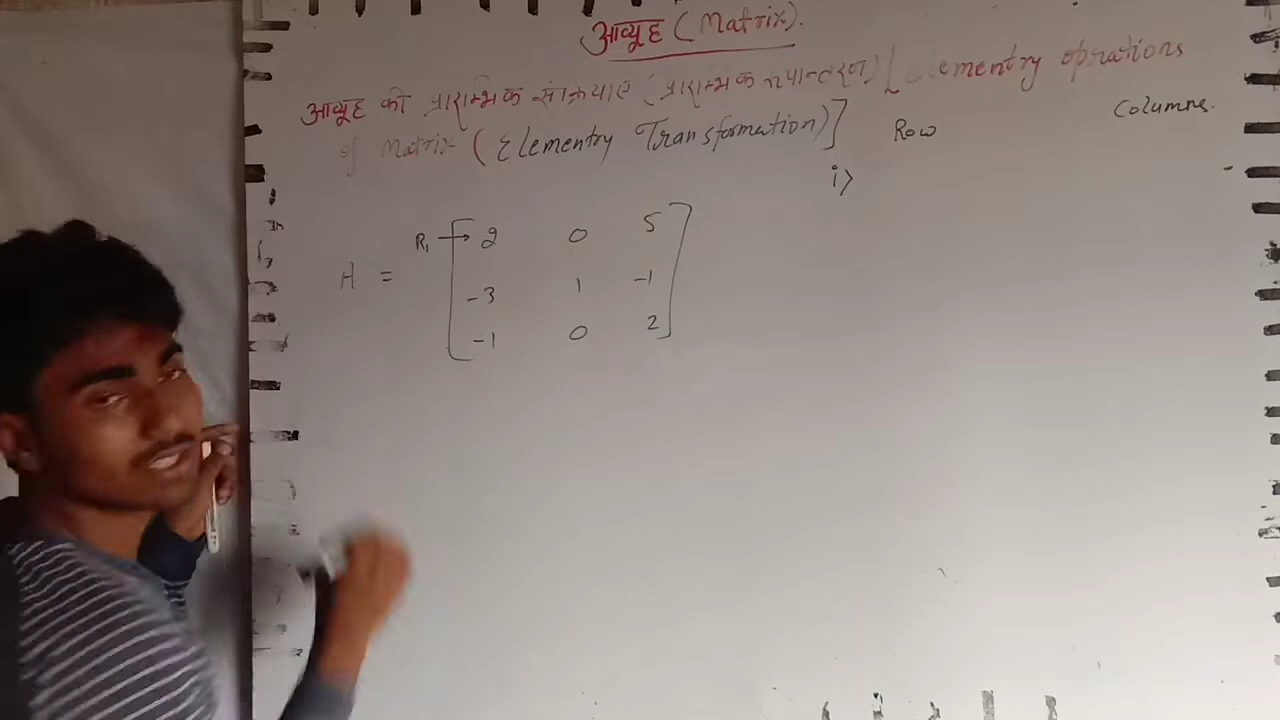 आव्यूह (Matrix).
आव्यूह की प्रारम्भिक संक्रियाएँ (प्रारम्भिक रूपान्तरण) [Elementry oprations
of Matrix (Elementry Transformation)]
Row
Columns.
i>
A =
R₁ → 2 0 5
-3 1 -1
-1 0 2